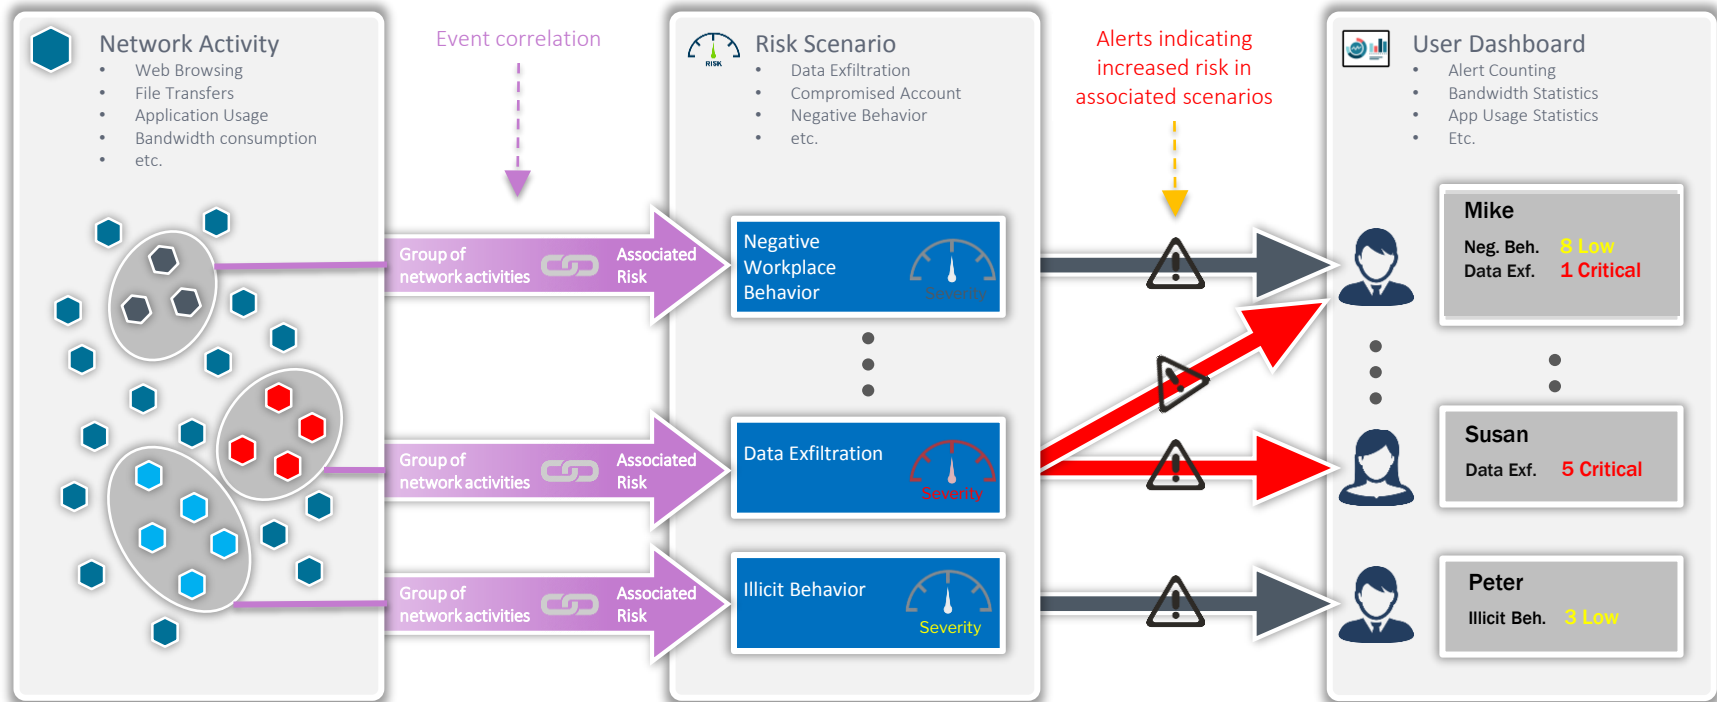 Network Activity
• Web Browsing
• File Transfers
• Application Usage
• Bandwidth consumption
• etc.
Event correlation
RISK
Risk Scenario
• Data Exfiltration
• Compromised Account
• Negative Behavior
• etc.
Alerts indicating
increased risk in
associated scenarios
User Dashboard
• Alert Counting
• Bandwidth Statistics
• App Usage Statistics
• Etc.
Group of
network activities
Associated
Risk
Negative
Workplace
Behavior
Severity
Mike
Neg. Beh. 8 Low
Data Exf. 1 Critical
Group of
network activities
Associated
Risk
Data Exfiltration
Severity
Susan
Data Exf. 5 Critical
Group of
network activities
Associated
Risk
Illicit Behavior
Severity
Peter
Illicit Beh. 3 Low